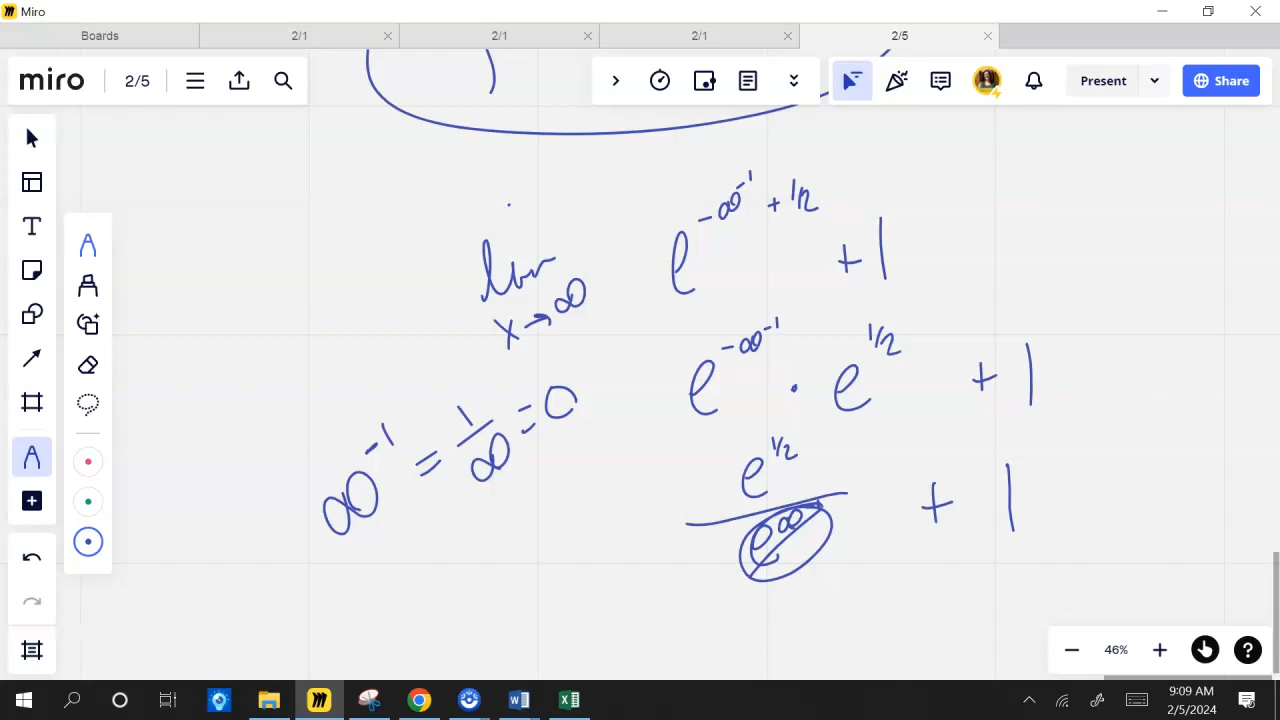 Miro
Boards
2/1
2/1
2/1
2/5
miro 2/5
Present
Share
lim x→∞ e^{-∞^{-1} + 1/2} + 1
e^{-∞^{-1}} · e^{1/2} + 1
∞^{-1} = 1/∞ = 0
e^{1/2} / e^{∞} + 1
46%
9:09 AM
2/5/2024